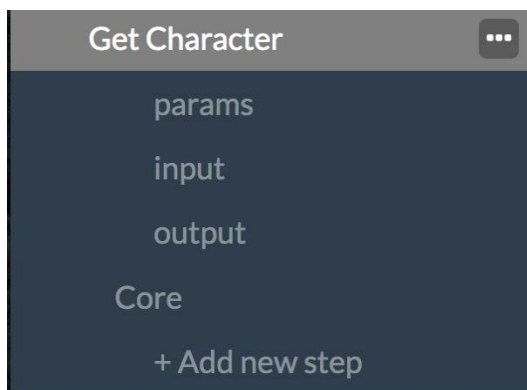 Get Character
params
input
output
Core
+ Add new step